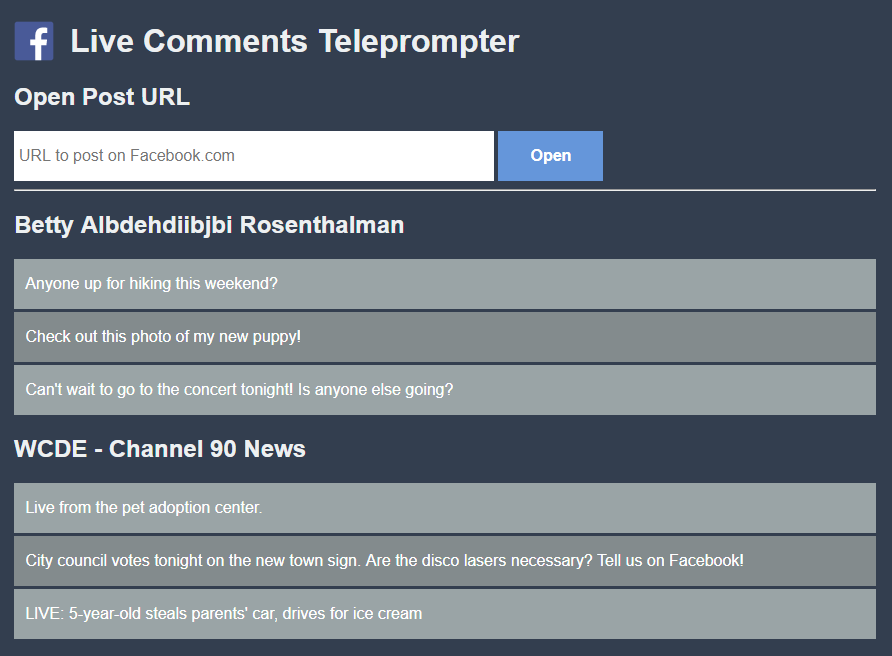 f Live Comments Teleprompter
Open Post URL
URL to post on Facebook.com Open
Betty Albdehdiibjbi Rosenthalman
Anyone up for hiking this weekend?
Check out this photo of my new puppy!
Can't wait to go to the concert tonight! Is anyone else going?
WCDE - Channel 90 News
Live from the pet adoption center.
City council votes tonight on the new town sign. Are the disco lasers necessary? Tell us on Facebook!
LIVE: 5-year-old steals parents' car, drives for ice cream